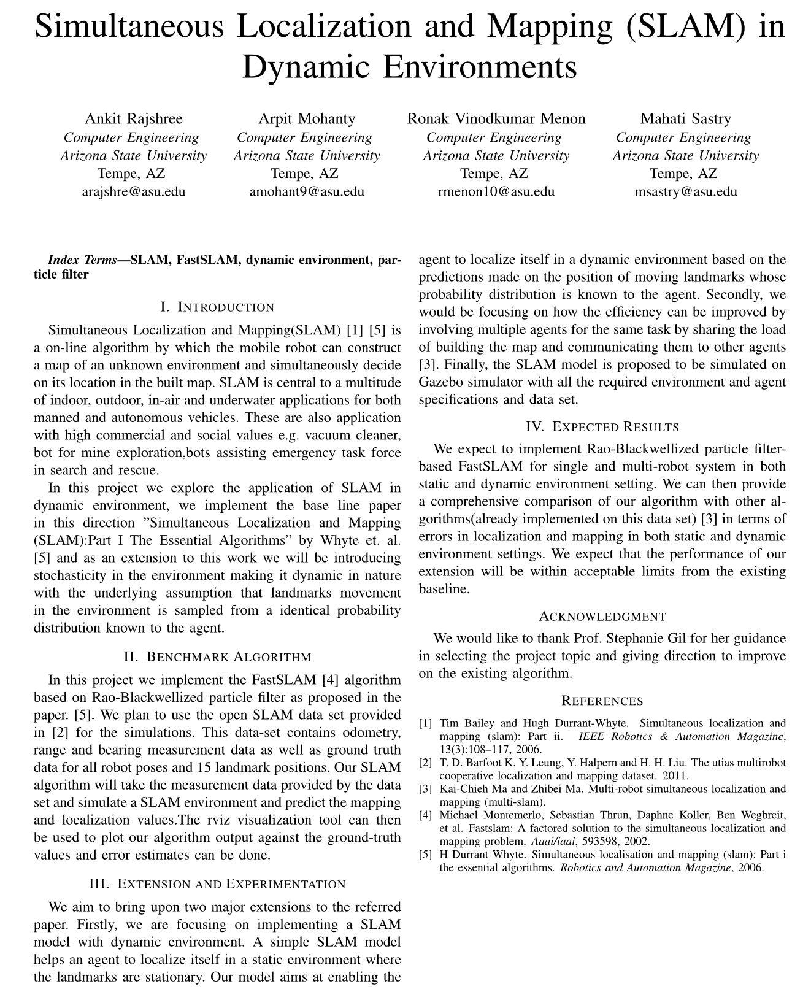 Simultaneous Localization and Mapping (SLAM) in
Dynamic Environments
Ankit Rajshree
Computer Engineering
Arizona State University
Tempe, AZ
arajshre@asu.edu
Arpit Mohanty
Computer Engineering
Arizona State University
Tempe, AZ
amohant9@asu.edu
Ronak Vinodkumar Menon
Computer Engineering
Arizona State University
Tempe, AZ
rmenon10@asu.edu
Mahati Sastry
Computer Engineering
Arizona State University
Tempe, AZ
msastry@asu.edu
Index Terms—SLAM, FastSLAM, dynamic environment, par-
ticle filter
I. INTRODUCTION
Simultaneous Localization and Mapping(SLAM) [1] [5] is
a on-line algorithm by which the mobile robot can construct
a map of an unknown environment and simultaneously decide
on its location in the built map. SLAM is central to a multitude
of indoor, outdoor, in-air and underwater applications for both
manned and autonomous vehicles. These are also application
with high commercial and social values e.g. vacuum cleaner,
bot for mine exploration,bots assisting emergency task force
in search and rescue.
In this project we explore the application of SLAM in
dynamic environment, we implement the base line paper
in this direction ”Simultaneous Localization and Mapping
(SLAM):Part I The Essential Algorithms” by Whyte et. al.
[5] and as an extension to this work we will be introducing
stochasticity in the environment making it dynamic in nature
with the underlying assumption that landmarks movement
in the environment is sampled from a identical probability
distribution known to the agent.
II. BENCHMARK ALGORITHM
In this project we implement the FastSLAM [4] algorithm
based on Rao-Blackwellized particle filter as proposed in the
paper. [5]. We plan to use the open SLAM data set provided
in [2] for the simulations. This data-set contains odometry,
range and bearing measurement data as well as ground truth
data for all robot poses and 15 landmark positions. Our SLAM
algorithm will take the measurement data provided by the data
set and simulate a SLAM environment and predict the mapping
and localization values.The rviz visualization tool can then
be used to plot our algorithm output against the ground-truth
values and error estimates can be done.
III. EXTENSION AND EXPERIMENTATION
We aim to bring upon two major extensions to the referred
paper. Firstly, we are focusing on implementing a SLAM
model with dynamic environment. A simple SLAM model
helps an agent to localize itself in a static environment where
the landmarks are stationary. Our model aims at enabling the
agent to localize itself in a dynamic environment based on the
predictions made on the position of moving landmarks whose
probability distribution is known to the agent. Secondly, we
would be focusing on how the efficiency can be improved by
involving multiple agents for the same task by sharing the load
of building the map and communicating them to other agents
[3]. Finally, the SLAM model is proposed to be simulated on
Gazebo simulator with all the required environment and agent
specifications and data set.
IV. EXPECTED RESULTS
We expect to implement Rao-Blackwellized particle filter-
based FastSLAM for single and multi-robot system in both
static and dynamic environment setting. We can then provide
a comprehensive comparison of our algorithm with other al-
gorithms(already implemented on this data set) [3] in terms of
errors in localization and mapping in both static and dynamic
environment settings. We expect that the performance of our
extension will be within acceptable limits from the existing
baseline.
ACKNOWLEDGMENT
We would like to thank Prof. Stephanie Gil for her guidance
in selecting the project topic and giving direction to improve
on the existing algorithm.
REFERENCES
[1] Tim Bailey and Hugh Durrant-Whyte. Simultaneous localization and
mapping (slam): Part ii. IEEE Robotics & Automation Magazine,
13(3):108–117, 2006.
[2] T. D. Barfoot K. Y. Leung, Y. Halpern and H. H. Liu. The utias multirobot
cooperative localization and mapping dataset. 2011.
[3] Kai-Chieh Ma and Zhibei Ma. Multi-robot simultaneous localization and
mapping (multi-slam).
[4] Michael Montemerlo, Sebastian Thrun, Daphne Koller, Ben Wegbreit,
et al. Fastslam: A factored solution to the simultaneous localization and
mapping problem. Aaai/iaai, 593598, 2002.
[5] H Durrant Whyte. Simultaneous localisation and mapping (slam): Part i
the essential algorithms. Robotics and Automation Magazine, 2006.